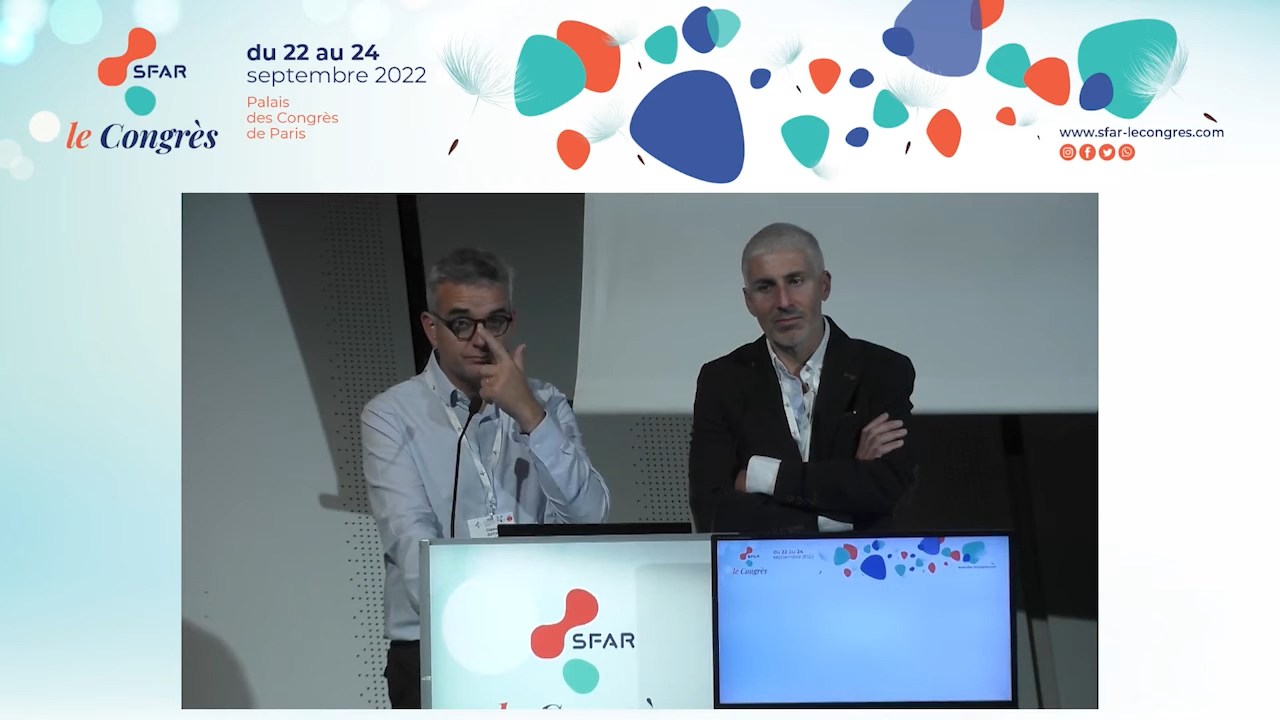 SFAR
le Congrès
du 22 au 24
septembre 2022
Palais
des Congrès
de Paris
www.sfar-lecongres.com
SFAR
le Congrès
du 22 au 24
septembre 2022
SFAR